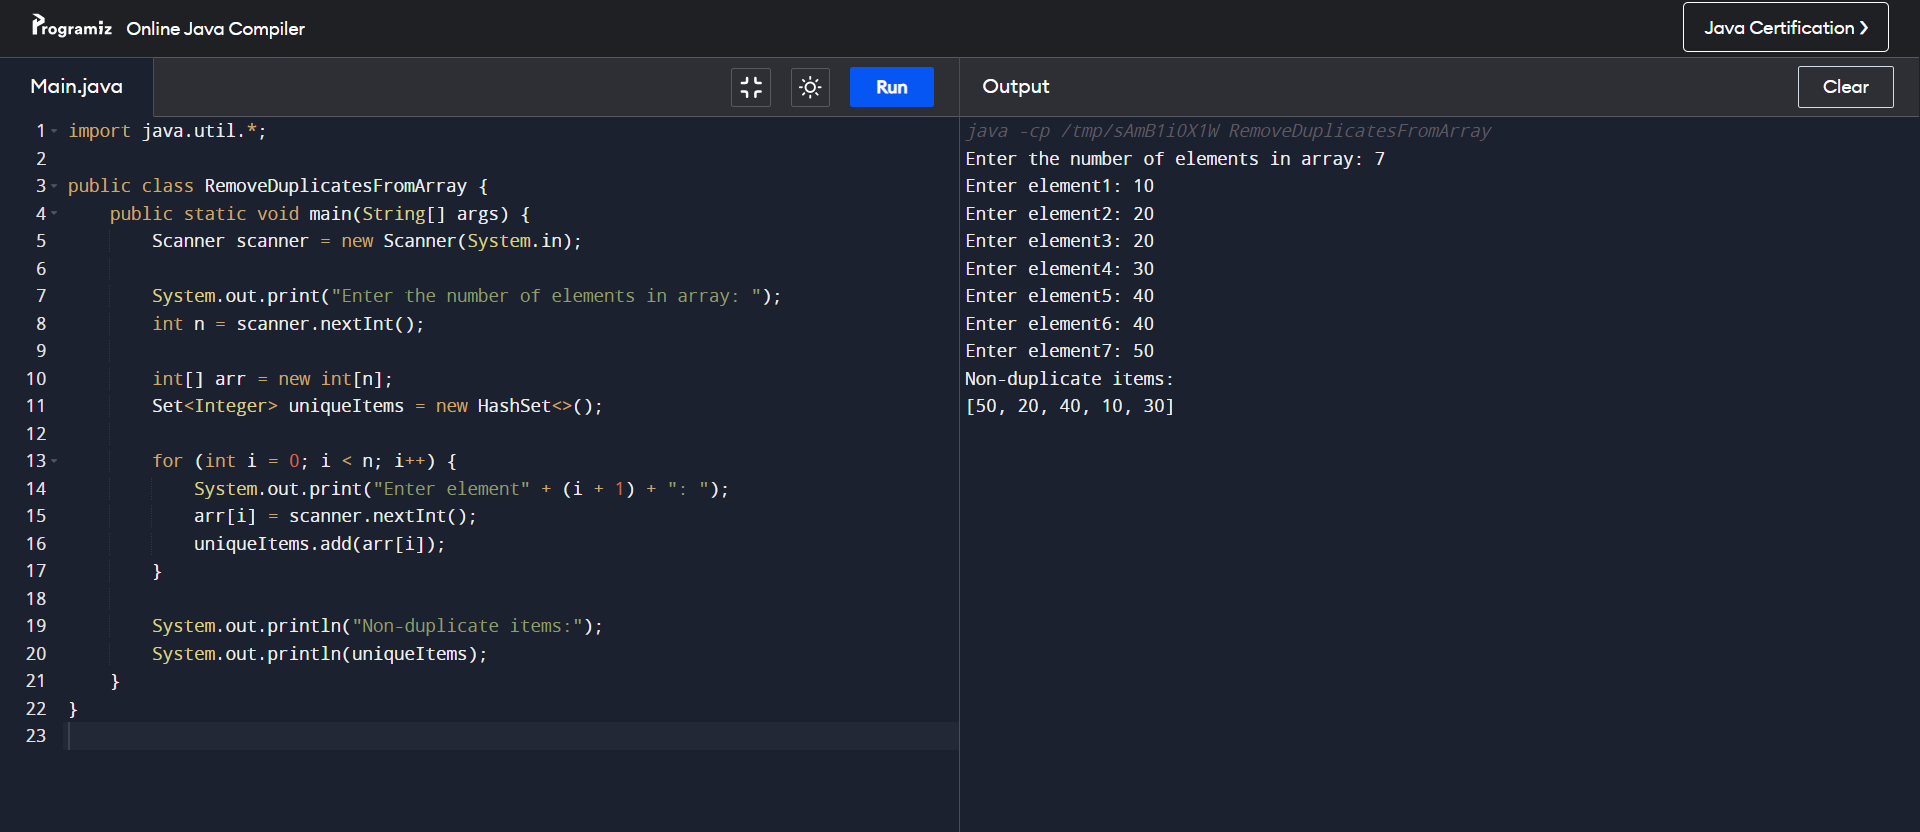 Programiz Online Java Compiler
Java Certification ❯
Main.java
Run
Output
Clear
1 import java.util.*;
2
3 public class RemoveDuplicatesFromArray {
4     public static void main(String[] args) {
5         Scanner scanner = new Scanner(System.in);
6
7         System.out.print("Enter the number of elements in array: ");
8         int n = scanner.nextInt();
9
10         int[] arr = new int[n];
11         Set<Integer> uniqueItems = new HashSet<>();
12
13         for (int i = 0; i < n; i++) {
14             System.out.print("Enter element" + (i + 1) + ": ");
15             arr[i] = scanner.nextInt();
16             uniqueItems.add(arr[i]);
17         }
18
19         System.out.println("Non-duplicate items:");
20         System.out.println(uniqueItems);
21     }
22 }
23
java -cp /tmp/sAmB1iOX1W RemoveDuplicatesFromArray
Enter the number of elements in array: 7
Enter element1: 10
Enter element2: 20
Enter element3: 20
Enter element4: 30
Enter element5: 40
Enter element6: 40
Enter element7: 50
Non-duplicate items:
[50, 20, 40, 10, 30]